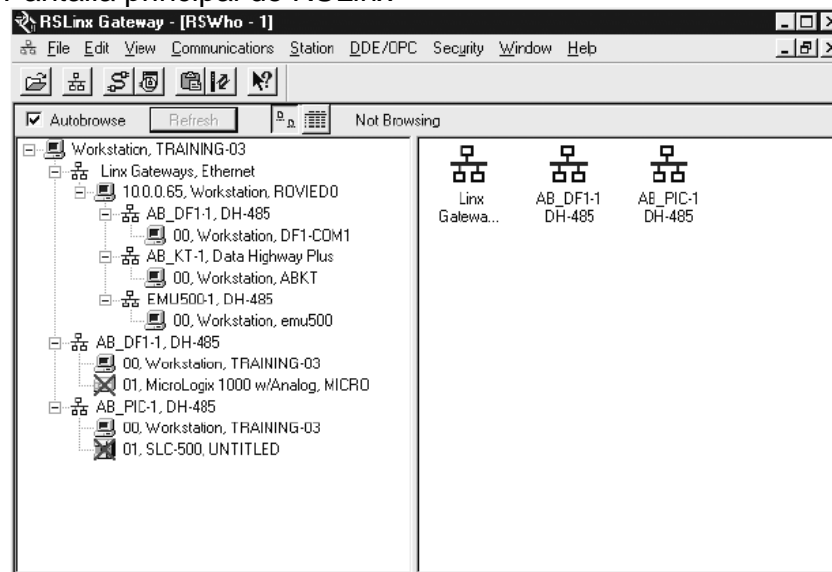 Pantalla principal de RSLinx
RSLinx Gateway - [RSWho - 1]
File Edit View Communications Station DDE/OPC Security Window Help
Autobrowse Refresh Not Browsing
Workstation, TRAINING-03
Linx Gateways, Ethernet
10.0.0.65, Workstation, ROVIEDO
AB_DF1-1, DH-485
00, Workstation, DF1-COM1
AB_KT-1, Data Highway Plus
00, Workstation, ABKT
EMU500-1, DH-485
00, Workstation, emu500
AB_DF1-1, DH-485
00, Workstation, TRAINING-03
01, MicroLogix 1000 w/Analog, MICRO
AB_PIC-1, DH-485
00, Workstation, TRAINING-03
01, SLC-500, UNTITLED
Linx
Gatewa...
AB_DF1-1
DH-485
AB_PIC-1
DH-485